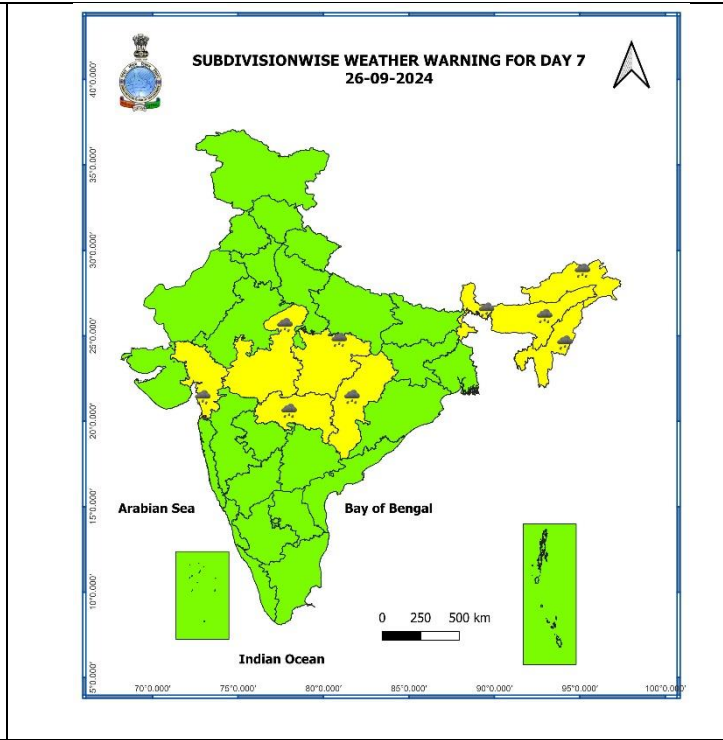 SUBDIVISIONWISE WEATHER WARNING FOR DAY 7
26-09-2024
40°0.000'
35°0.000'
30°0.000'
25°0.000'
20°0.000'
15°0.000'
10°0.000'
5°0.000'
Arabian Sea
Bay of Bengal
0 250 500 km
Indian Ocean
70°0.000' 75°0.000' 80°0.000' 85°0.000' 90°0.000' 95°0.000' 100°0.000'